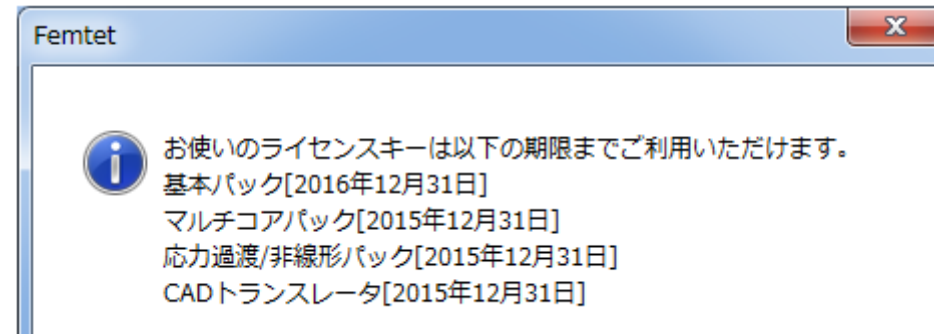 Femtet
お使いのライセンスキーは以下の期限までご利用いただけます。
基本パック[2016年12月31日]
マルチコアパック[2015年12月31日]
応力過渡/非線形パック[2015年12月31日]
CADトランスレータ[2015年12月31日]